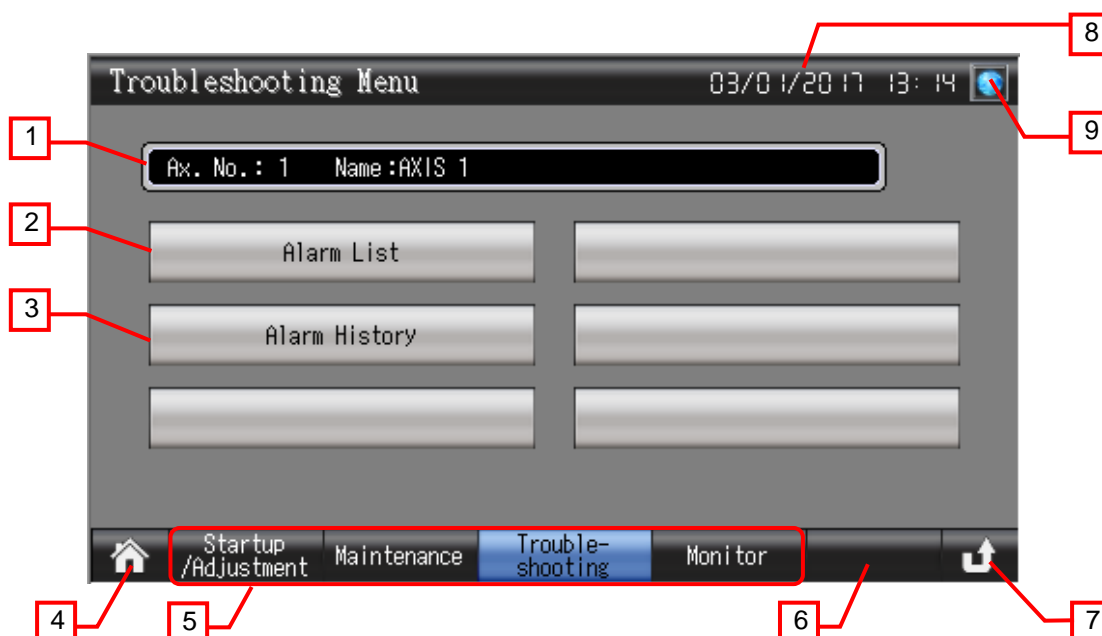 8
Troubleshooting Menu 03/01/2017 13:14
9
1
Ax. No.: 1 Name:AXIS 1
2
Alarm List
3
Alarm History
Startup
/Adjustment
Maintenance
Trouble-
shooting
Monitor
4
5
6
7